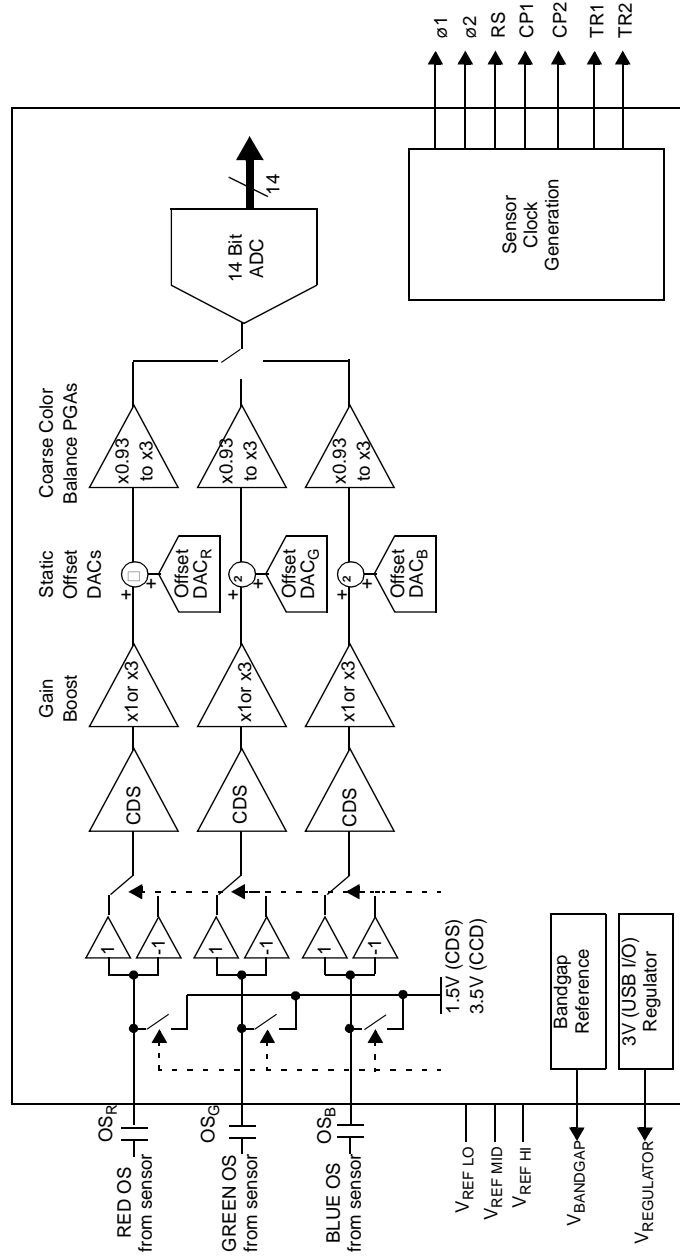 RED OS
from sensor
OSR
GREEN OS
from sensor
OSG
BLUE OS
from sensor
OSB
VREF LO
VREF MID
VREF HI
VBANDGAP
VREGULATOR
1
-1
1
-1
1
-1
1.5V (CDS)
3.5V (CCD)
Bandgap
Reference
3V (USB I/O)
Regulator
CDS
CDS
CDS
Gain
Boost
x1or x3
x1or x3
x1or x3
Static
Offset
DACs
+
+
Offset
DACR
+
2
+
Offset
DACG
+
2
+
Offset
DACB
Coarse Color
Balance PGAs
x0.93
to x3
x0.93
to x3
x0.93
to x3
14 Bit
ADC
14
Sensor
Clock
Generation
ø1
ø2
RS
CP1
CP2
TR1
TR2